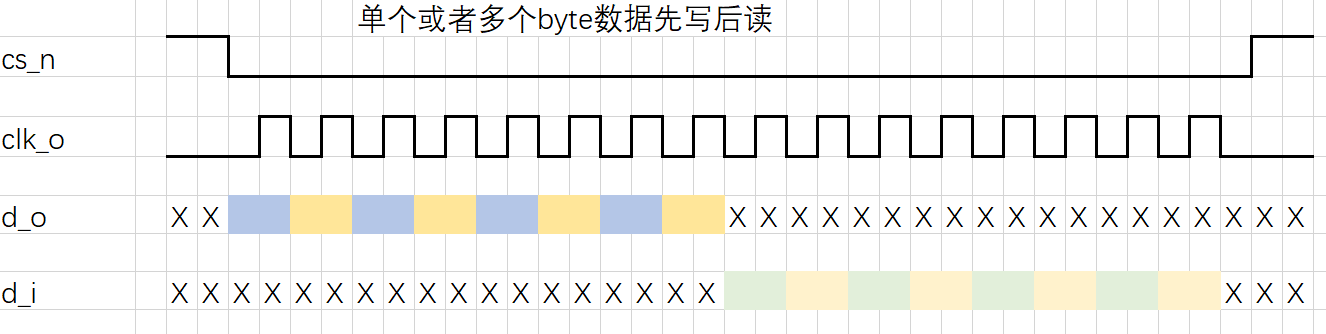 单个或者多个byte数据先写后读
cs_n
clk_o
d_o X X X X X X X X X X X X X X X X X X X X X
d_i X X X X X X X X X X X X X X X X X X X X X